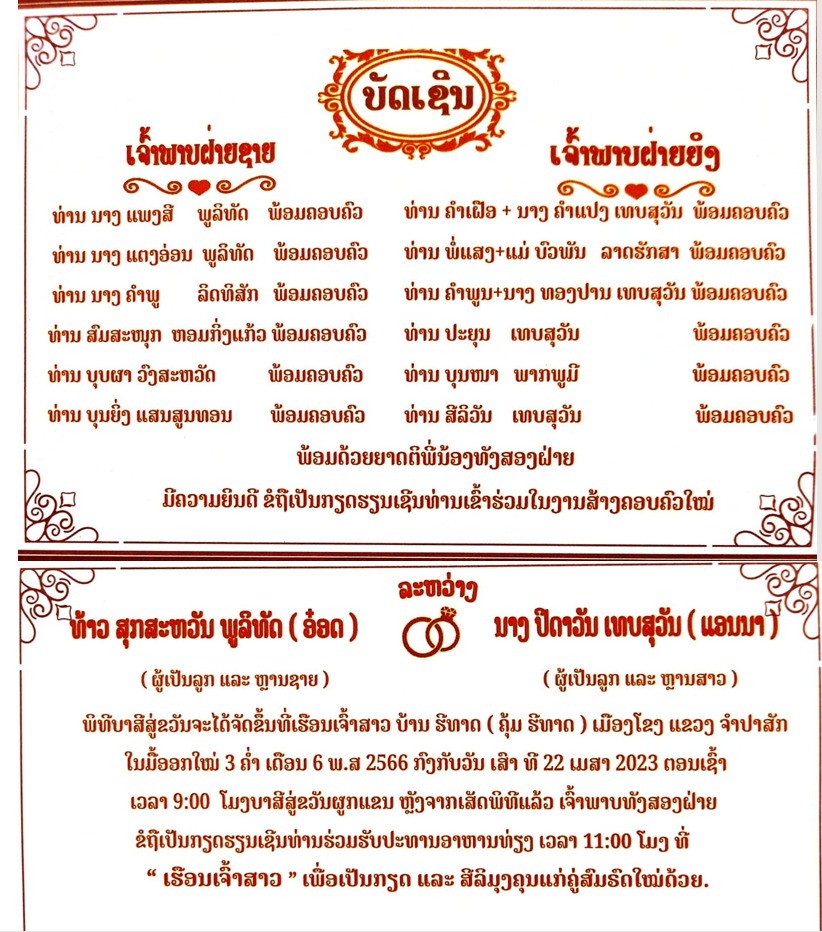 ບັດເຊີນ
ເຈົ້າພາບຝ່າຍຊາຍ
ທ່ານ ນາງ ແພງສີ ພູລິທັດ ພ້ອມຄອບຄົວ
ທ່ານ ນາງ ແຕງອ່ອນ ພູລິທັດ ພ້ອມຄອບຄົວ
ທ່ານ ນາງ ຄຳພູ ລິດທິສັກ ພ້ອມຄອບຄົວ
ທ່ານ ສົມສະໜຸກ ຫອມກິ່ງແກ້ວ ພ້ອມຄອບຄົວ
ທ່ານ ບຸບຜາ ວົງສະຫວັດ ພ້ອມຄອບຄົວ
ທ່ານ ບຸນຍິ່ງ ແສນສູນທອນ ພ້ອມຄອບຄົວ
ເຈົ້າພາບຝ່າຍຍິງ
ທ່ານ ຄຳເຝືອ + ນາງ ຄຳແປງ ເທບສຸວັນ ພ້ອມຄອບຄົວ
ທ່ານ ພໍ່ແສງ+ແມ່ ບົວພັນ ລາດຮັກສາ ພ້ອມຄອບຄົວ
ທ່ານ ຄຳພູນ+ນາງ ທອງປານ ເທບສຸວັນ ພ້ອມຄອບຄົວ
ທ່ານ ປະຍຸນ ເທບສຸວັນ ພ້ອມຄອບຄົວ
ທ່ານ ບຸນໜາ ພາກພູມີ ພ້ອມຄອບຄົວ
ທ່ານ ສີລິວັນ ເທບສຸວັນ ພ້ອມຄອບຄົວ
ພ້ອມດ້ວຍຍາດຕິພີ່ນ້ອງທັງສອງຝ່າຍ
ມີຄວາມຍິນດີ ຂໍຖືເປັນກຽດຮຽນເຊີນທ່ານເຂົ້າຮ່ວມໃນງານສ້າງຄອບຄົວໃໝ່
ລະຫວ່າງ
ທ້າວ ສຸກສະຫວັນ ພູລິທັດ ( ອ໋ອດ )
( ຜູ້ເປັນລູກ ແລະ ຫຼານຊາຍ )
ນາງ ປີດາວັນ ເທບສຸວັນ ( ແອນນາ )
( ຜູ້ເປັນລູກ ແລະ ຫຼານສາວ )
ພິທີບາສີສູ່ຂວັນຈະໄດ້ຈັດຂຶ້ນທີ່ເຮືອນເຈົ້າສາວ ບ້ານ ຮີທາດ ( ຄຸ້ມ ຮີທາດ ) ເມືອງໂຂງ ແຂວງ ຈຳປາສັກ
ໃນມື້ອອກໃໝ່ 3 ຄ່ຳ ເດືອນ 6 ພ.ສ 2566 ກົງກັບວັນ ເສົາ ທີ 22 ເມສາ 2023 ຕອນເຊົ້າ
ເວລາ 9:00 ໂມງບາສີສູ່ຂວັນຜູກແຂນ ຫຼັງຈາກເສັດພິທີແລ້ວ ເຈົ້າພາບທັງສອງຝ່າຍ
ຂໍຖືເປັນກຽດຮຽນເຊີນທ່ານຮ່ວມຮັບປະທານອາຫານທ່ຽງ ເວລາ 11:00 ໂມງ ທີ່
“ ເຮືອນເຈົ້າສາວ ” ເພື່ອເປັນກຽດ ແລະ ສີລິມຸງຄຸນແກ່ຄູ່ສົມຣົດໃໝ່ດ້ວຍ.